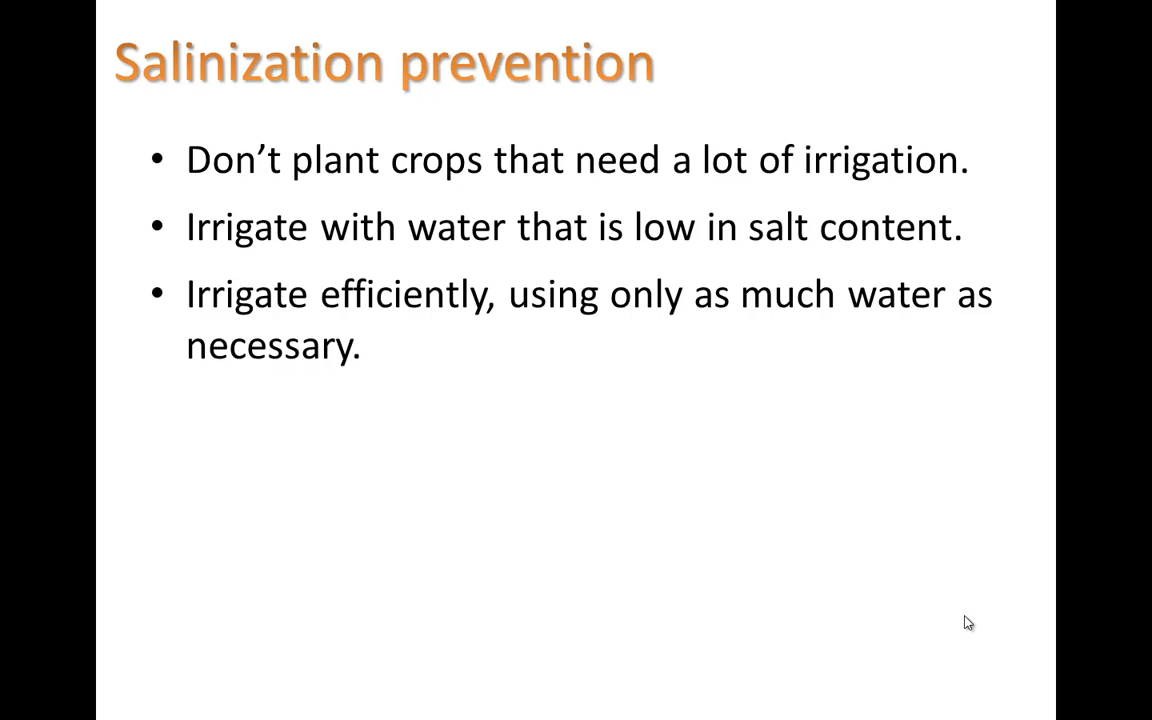 Salinization prevention
• Don’t plant crops that need a lot of irrigation.
• Irrigate with water that is low in salt content.
• Irrigate efficiently, using only as much water as
necessary.